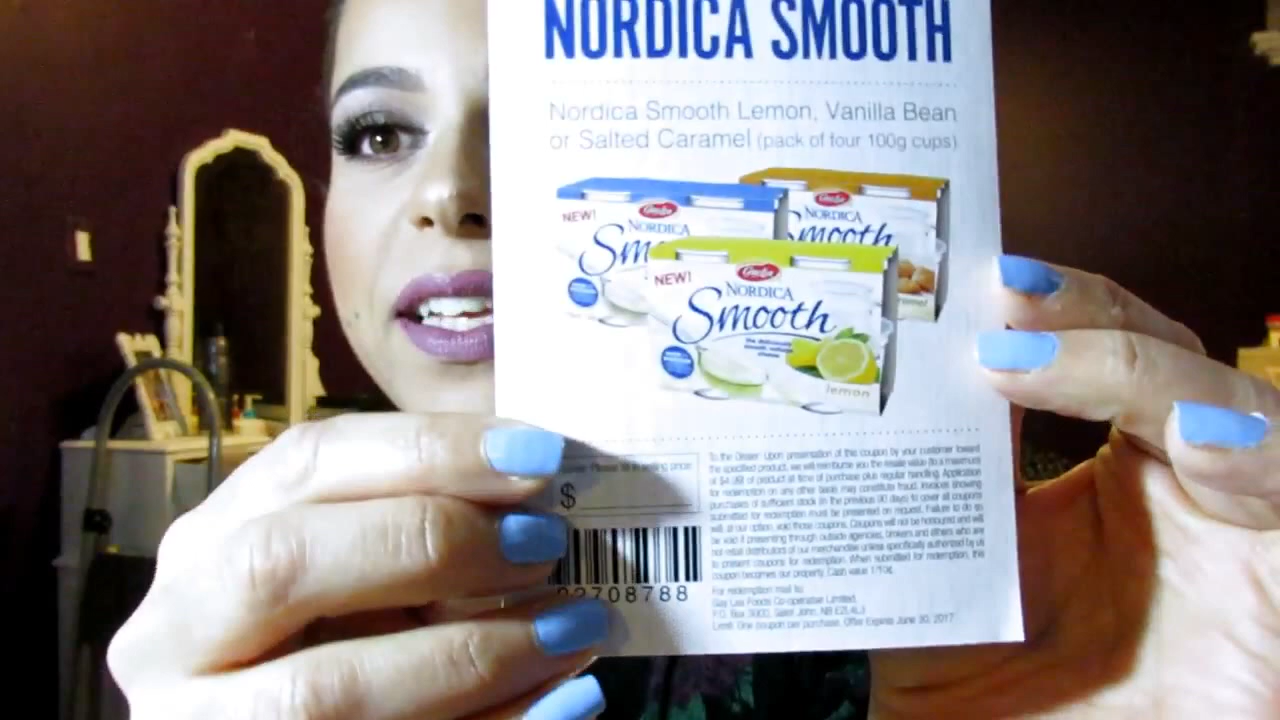 NORDICA SMOOTH
Nordica Smooth Lemon, Vanilla Bean
or Salted Caramel (pack of four 100g cups)
NEW!
Gay Lea
NORDICA
Sm
Gay Lea
NORDICA
Smooth
NEW!
Gay Lea
NORDICA
Smooth
lemon
$
2708788
To the Dealer: Upon presentation of this coupon by your customer toward
the specified product, we will reimburse you the resale value (to a maximum
of $4.99) of product at time of purchase plus regular handling. Application
for redemption on any other basis may constitute fraud. Invoices showing
purchases of sufficient stock (in the previous 90 days) to cover all coupons
submitted for redemption must be presented on request. Failure to do so
will, at our option, void those coupons. Coupons will not be honoured and will
be void if presenting through outside agencies, brokers and others who are
not retail distributors of our merchandise unless specifically authorized by us
to present coupons for redemption. When submitted for redemption, this
coupon becomes our property. Cash value 1/10¢.
For redemption mail to:
Gay Lea Foods Co-operative Limited,
P.O. Box 3000, Saint John, NB E2L4L3
Limit: One coupon per purchase. Offer Expires June 30, 2017